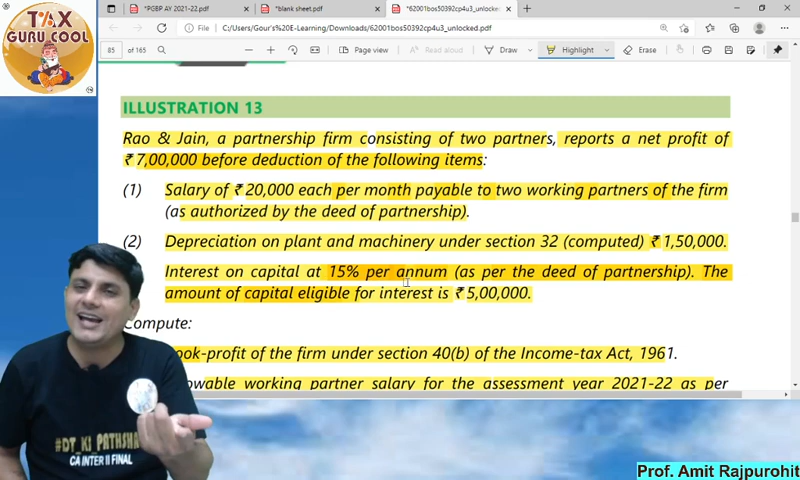 TAX
GURU COOL
*PGBP AY 2021-22.pdf
*blank sheet.pdf
*62001bos50392cp4u3_unlocked.pdf
File | C:/Users/Gour's%20E-Learning/Downloads/62001bos50392cp4u3_unlocked.pdf
85 of 165
Page view
Read aloud
Draw
Highlight
Erase
ILLUSTRATION 13
Rao & Jain, a partnership firm consisting of two partners, reports a net profit of
₹ 7,00,000 before deduction of the following items:
(1) Salary of ₹ 20,000 each per month payable to two working partners of the firm
(as authorized by the deed of partnership).
(2) Depreciation on plant and machinery under section 32 (computed) ₹ 1,50,000.
Interest on capital at 15% per annum (as per the deed of partnership). The
amount of capital eligible for interest is ₹ 5,00,000.
Compute:
ook-profit of the firm under section 40(b) of the Income-tax Act, 1961.
owable working partner salary for the assessment year 2021-22 as per
#DT_KI_PATHSHA
CA INTER II FINAL
Prof. Amit Rajpurohit